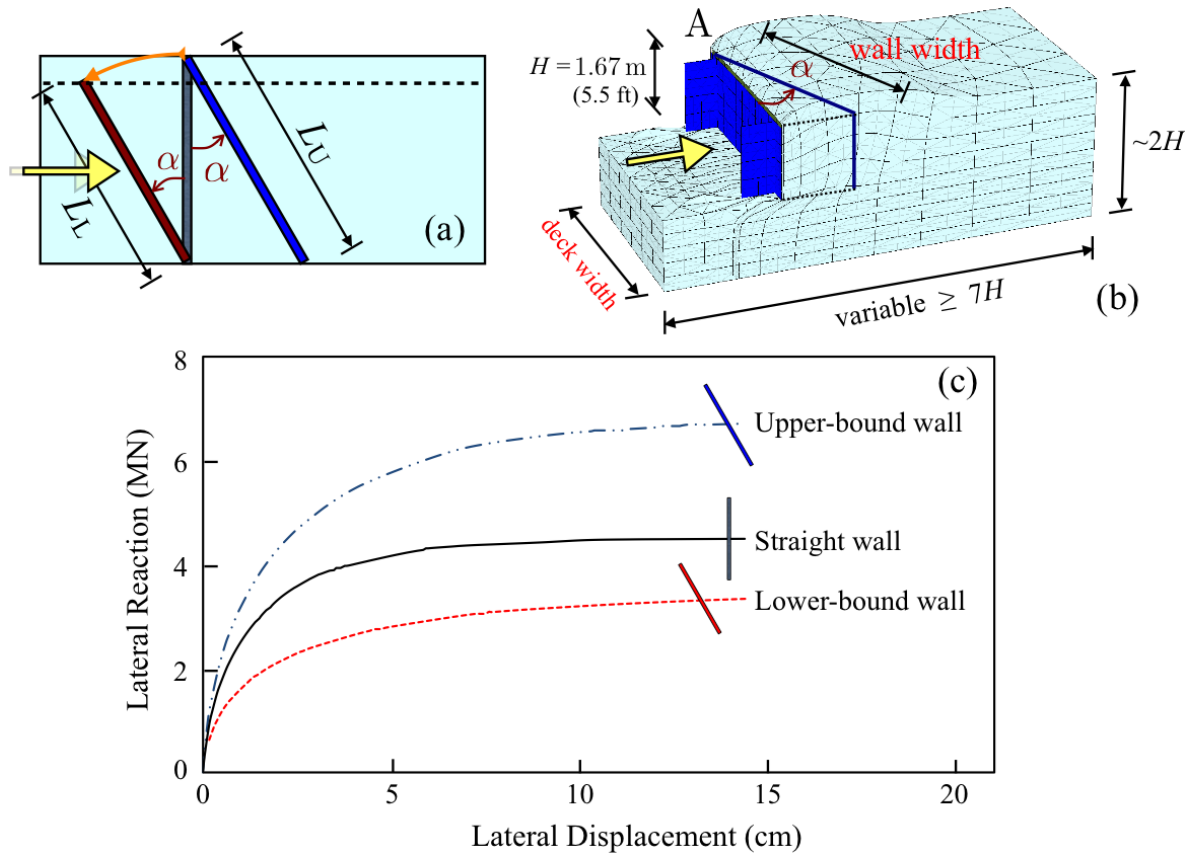 L_U
α
α
L_L
(a)
A
wall width
H = 1.67 m
(5.5 ft)
α
~2H
deck width
variable ≥ 7H
(b)
(c)
8
6
4
2
0
Lateral Reaction (MN)
Upper-bound wall
Straight wall
Lower-bound wall
0 5 10 15 20
Lateral Displacement (cm)